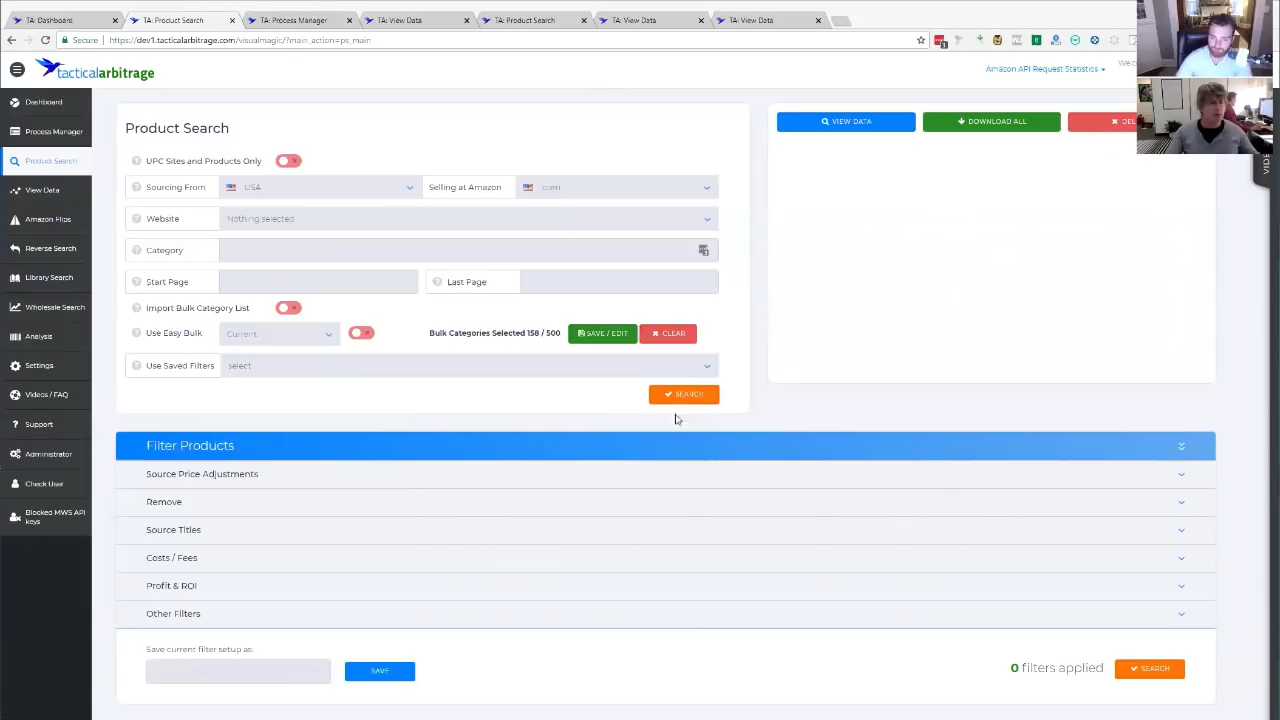 TA: Dashboard
TA: Product Search
TA: Process Manager
TA: View Data
TA: Product Search
TA: View Data
TA: View Data
Secure https://dev1.tacticalarbitrage.com/visualmagic/?main_action=ps_main
tacticalarbitrage
Amazon API Request Statistics
Dashboard
Process Manager
Product Search
View Data
Amazon Flips
Reverse Search
Library Search
Wholesale Search
Analysis
Settings
Videos / FAQ
Support
Administrator
Check User
Blocked MWS API
keys
Product Search
UPC Sites and Products Only
Sourcing From USA Selling at Amazon .com
Website Nothing selected
Category
Start Page Last Page
Import Bulk Category List
Use Easy Bulk Current Bulk Categories Selected 158 / 500 SAVE / EDIT CLEAR
Use Saved Filters select
SEARCH
VIEW DATA DOWNLOAD ALL
Filter Products
Source Price Adjustments
Remove
Source Titles
Costs / Fees
Profit & ROI
Other Filters
Save current filter setup as:
SAVE
0 filters applied SEARCH